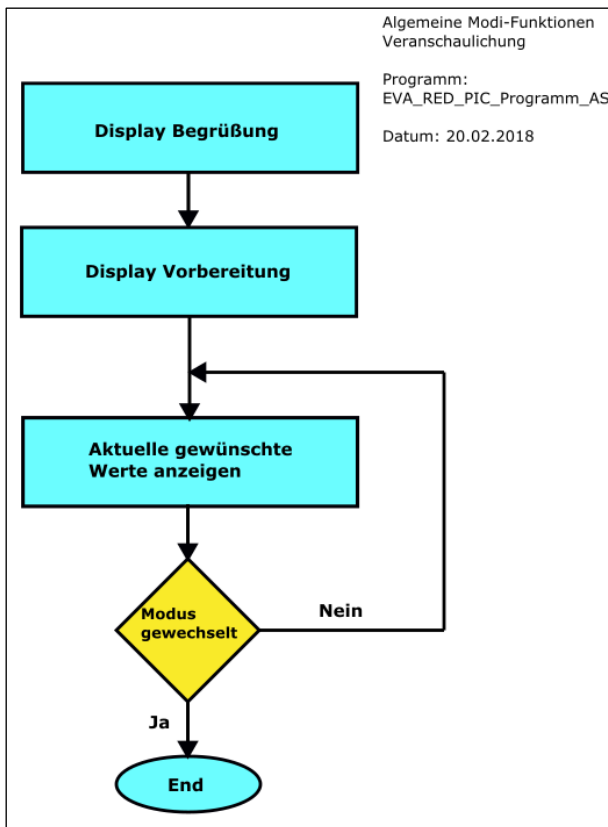 Algemeine Modi-Funktionen
Veranschaulichung
Programm:
EVA_RED_PIC_Programm_AS
Datum: 20.02.2018
Display Begrüßung
Display Vorbereitung
Aktuelle gewünschte
Werte anzeigen
Modus
gewechselt
Nein
Ja
End